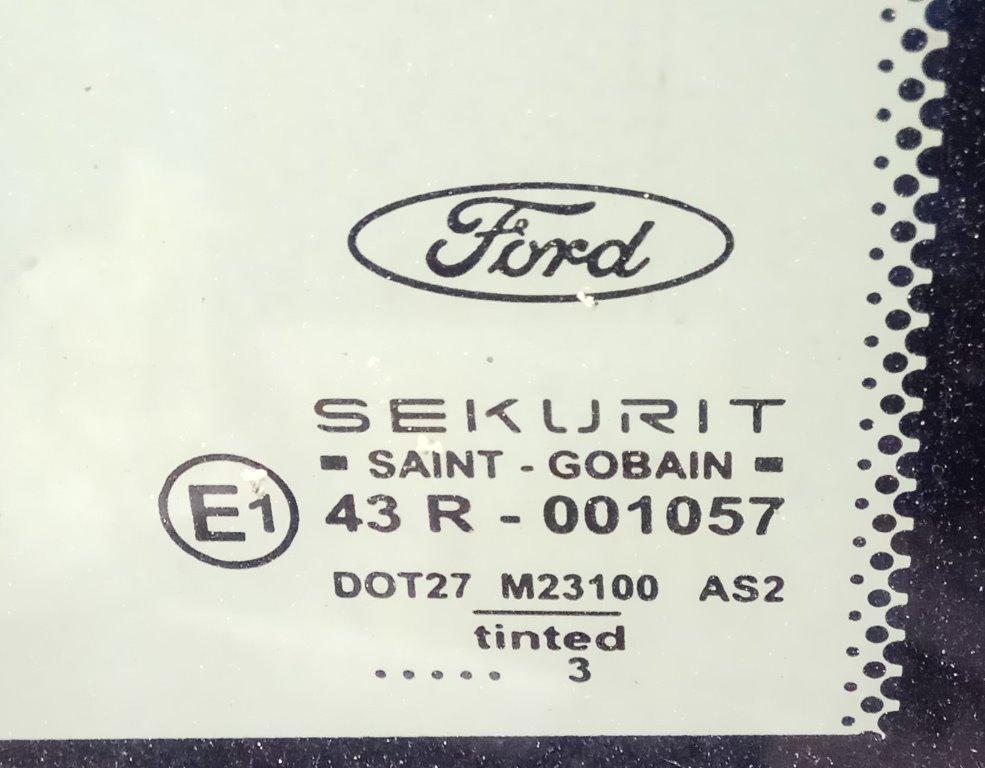 Ford
SEKURIT
SAINT - GOBAIN
E1 43 R - 001057
DOT27 M23100 AS2
tinted
..... 3